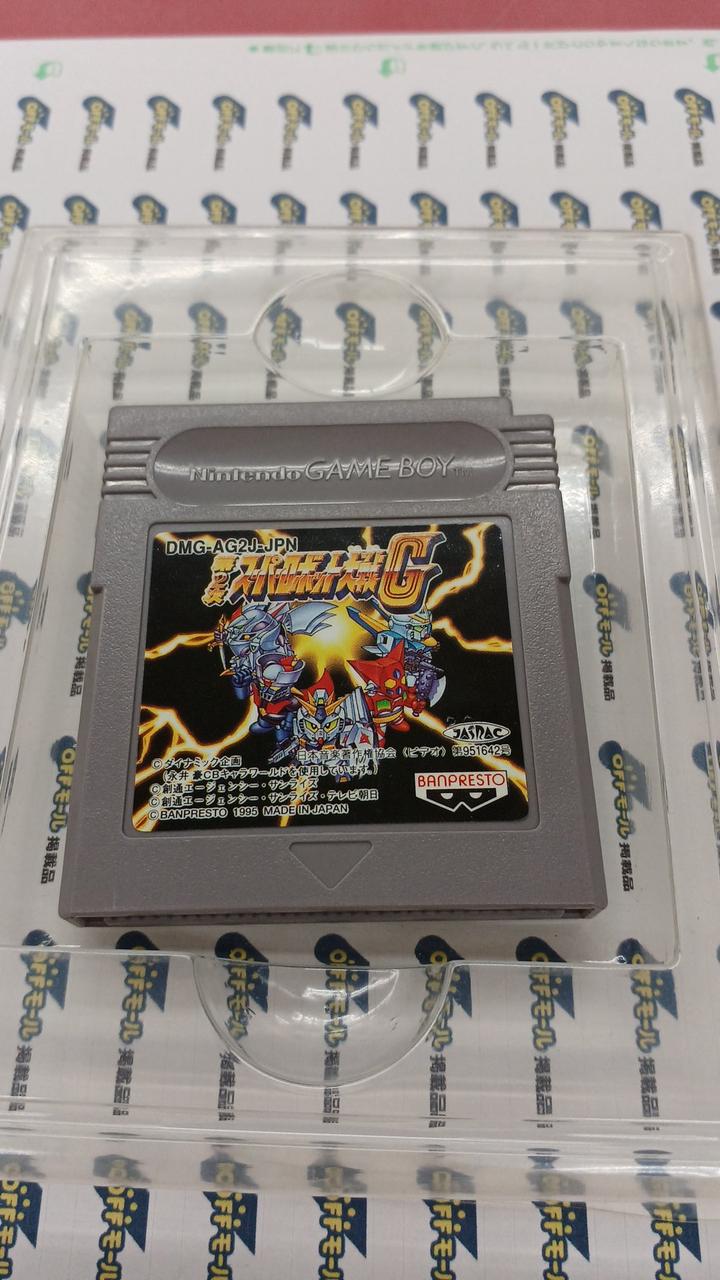 Nintendo GAME BOY™
DMG-AG2J-JPN
第2次
スーパーロボット大戦G
JASRAC
日本音楽著作権協会(ビデオ)第951642号
©ダイナミック企画
(永井豪CBキャラワールドを使用しています。)
©創通エージェンシー・サンライズ
©創通エージェンシー・サンライズ・テレビ朝日
©BANPRESTO 1995 MADE IN JAPAN
BANPRESTO
OFFモール 掲載品